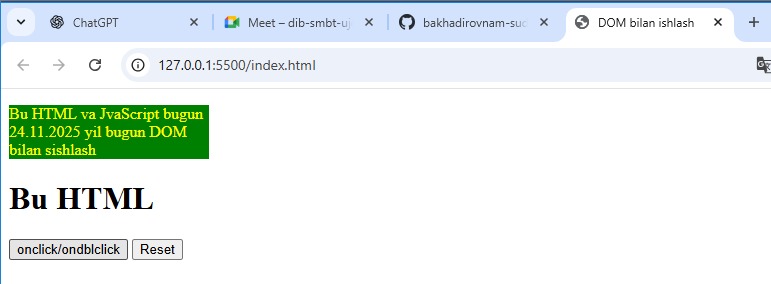 ChatGPT
Meet – dib-smbt-uj
bakhadirovnam-suc
DOM bilan ishlash
127.0.0.1:5500/index.html
Bu HTML va JvaScript bugun
24.11.2025 yil bugun DOM
bilan sishlash
Bu HTML
onclick/ondblclick Reset